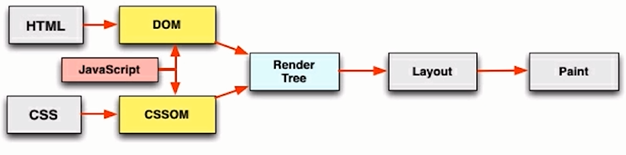 HTML
DOM
JavaScript
Render
Tree
Layout
Paint
CSS
CSSOM